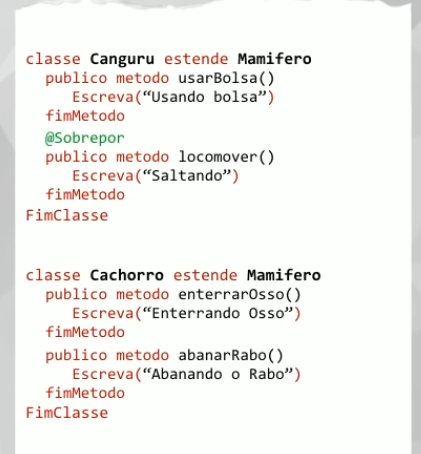 classe Canguru estende Mamifero
publico metodo usarBolsa()
Escreva(“Usando bolsa”)
fimMetodo
@Sobrepor
publico metodo locomover()
Escreva(“Saltando”)
fimMetodo
FimClasse
classe Cachorro estende Mamifero
publico metodo enterrarOsso()
Escreva(“Enterrando Osso”)
fimMetodo
publico metodo abanarRabo()
Escreva(“Abanando o Rabo”)
fimMetodo
FimClasse